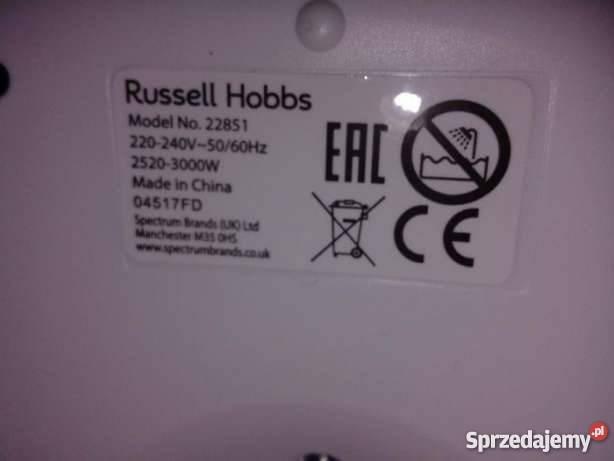 Russell Hobbs
Model No. 22851
220-240V~50/60Hz
2520-3000W
Made in China
04517FD
Spectrum Brands (UK) Ltd
Manchester M3S 0HS
www.spectrumbrands.co.uk
EAC
CE
Sprzedajemy.pl